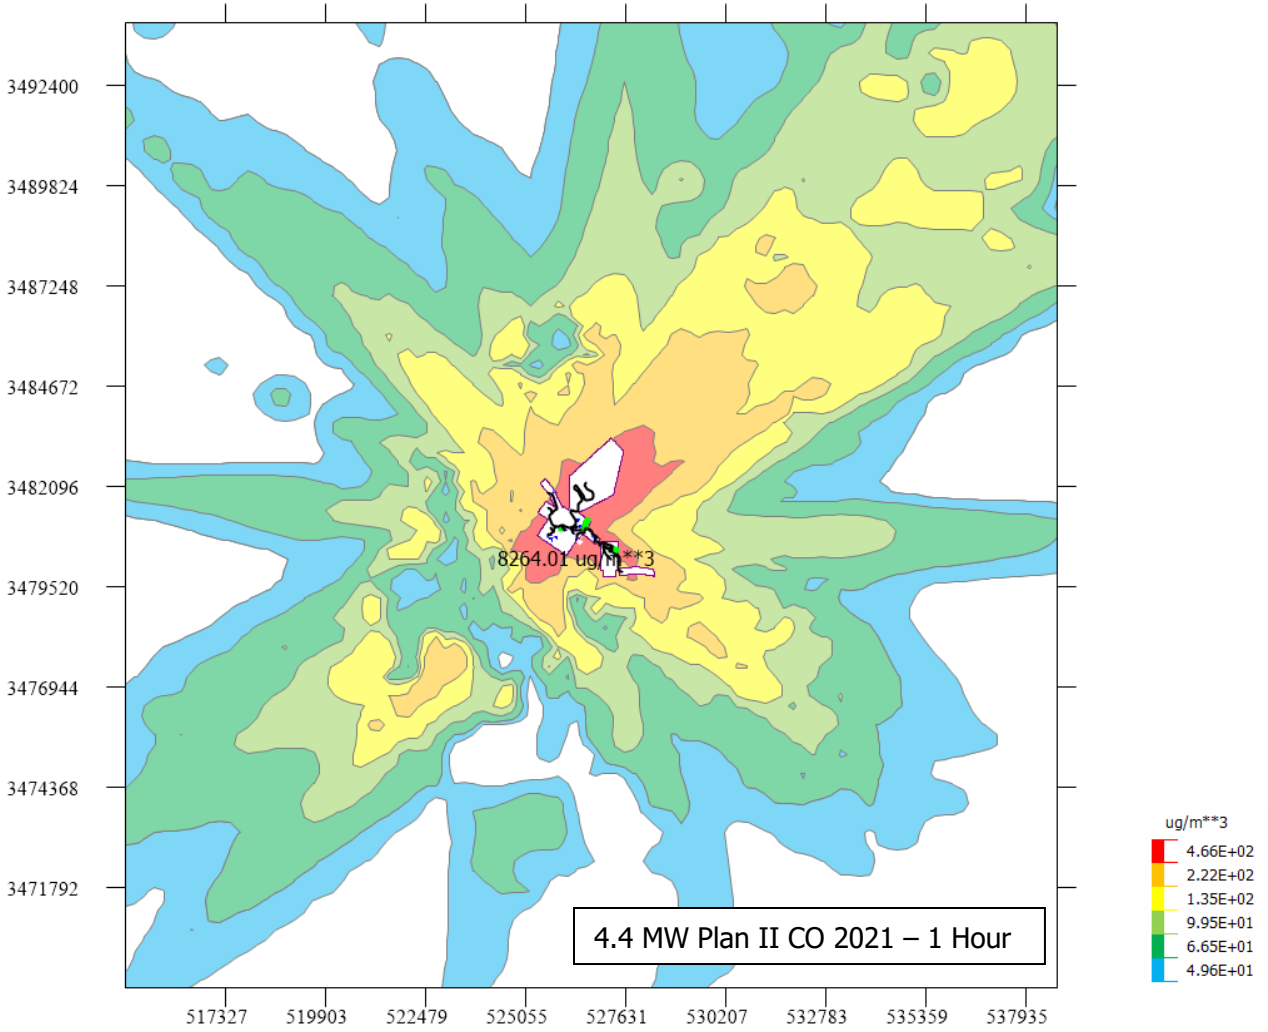 3492400
3489824
3487248
3484672
3482096
3479520
3476944
3474368
3471792
8264.01 ug/m**3
4.4 MW Plan II CO 2021 – 1 Hour
517327 519903 522479 525055 527631 530207 532783 535359 537935
ug/m**3
4.66E+02
2.22E+02
1.35E+02
9.95E+01
6.65E+01
4.96E+01